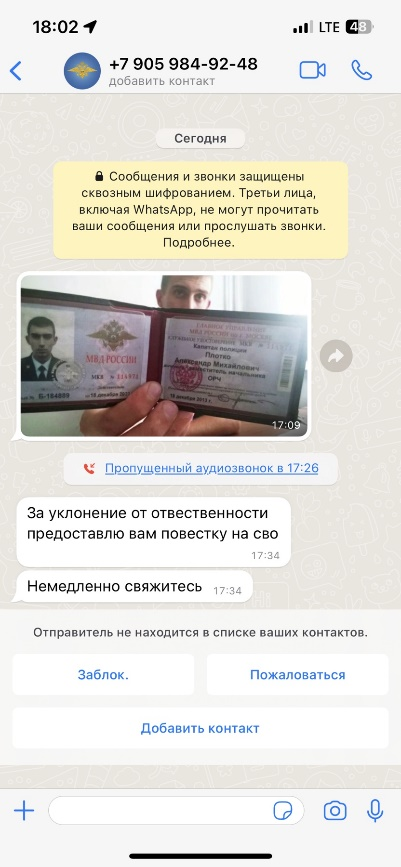 18:02
LTE 48
+7 905 984-92-48
добавить контакт
Сегодня
Сообщения и звонки защищены
сквозным шифрованием. Третьи лица,
включая WhatsApp, не могут прочитать
ваши сообщения или прослушать звонки.
Подробнее.
МВД РОССИИ
Капитан полиции
Плотко
Александр Михайлович
ОРЧ
17:09
Пропущенный аудиозвонок в 17:26
За уклонение от отвественности
предоставлю вам повестку на сво
17:34
Немедленно свяжитесь
17:34
Отправитель не находится в списке ваших контактов.
Заблок.
Пожаловаться
Добавить контакт